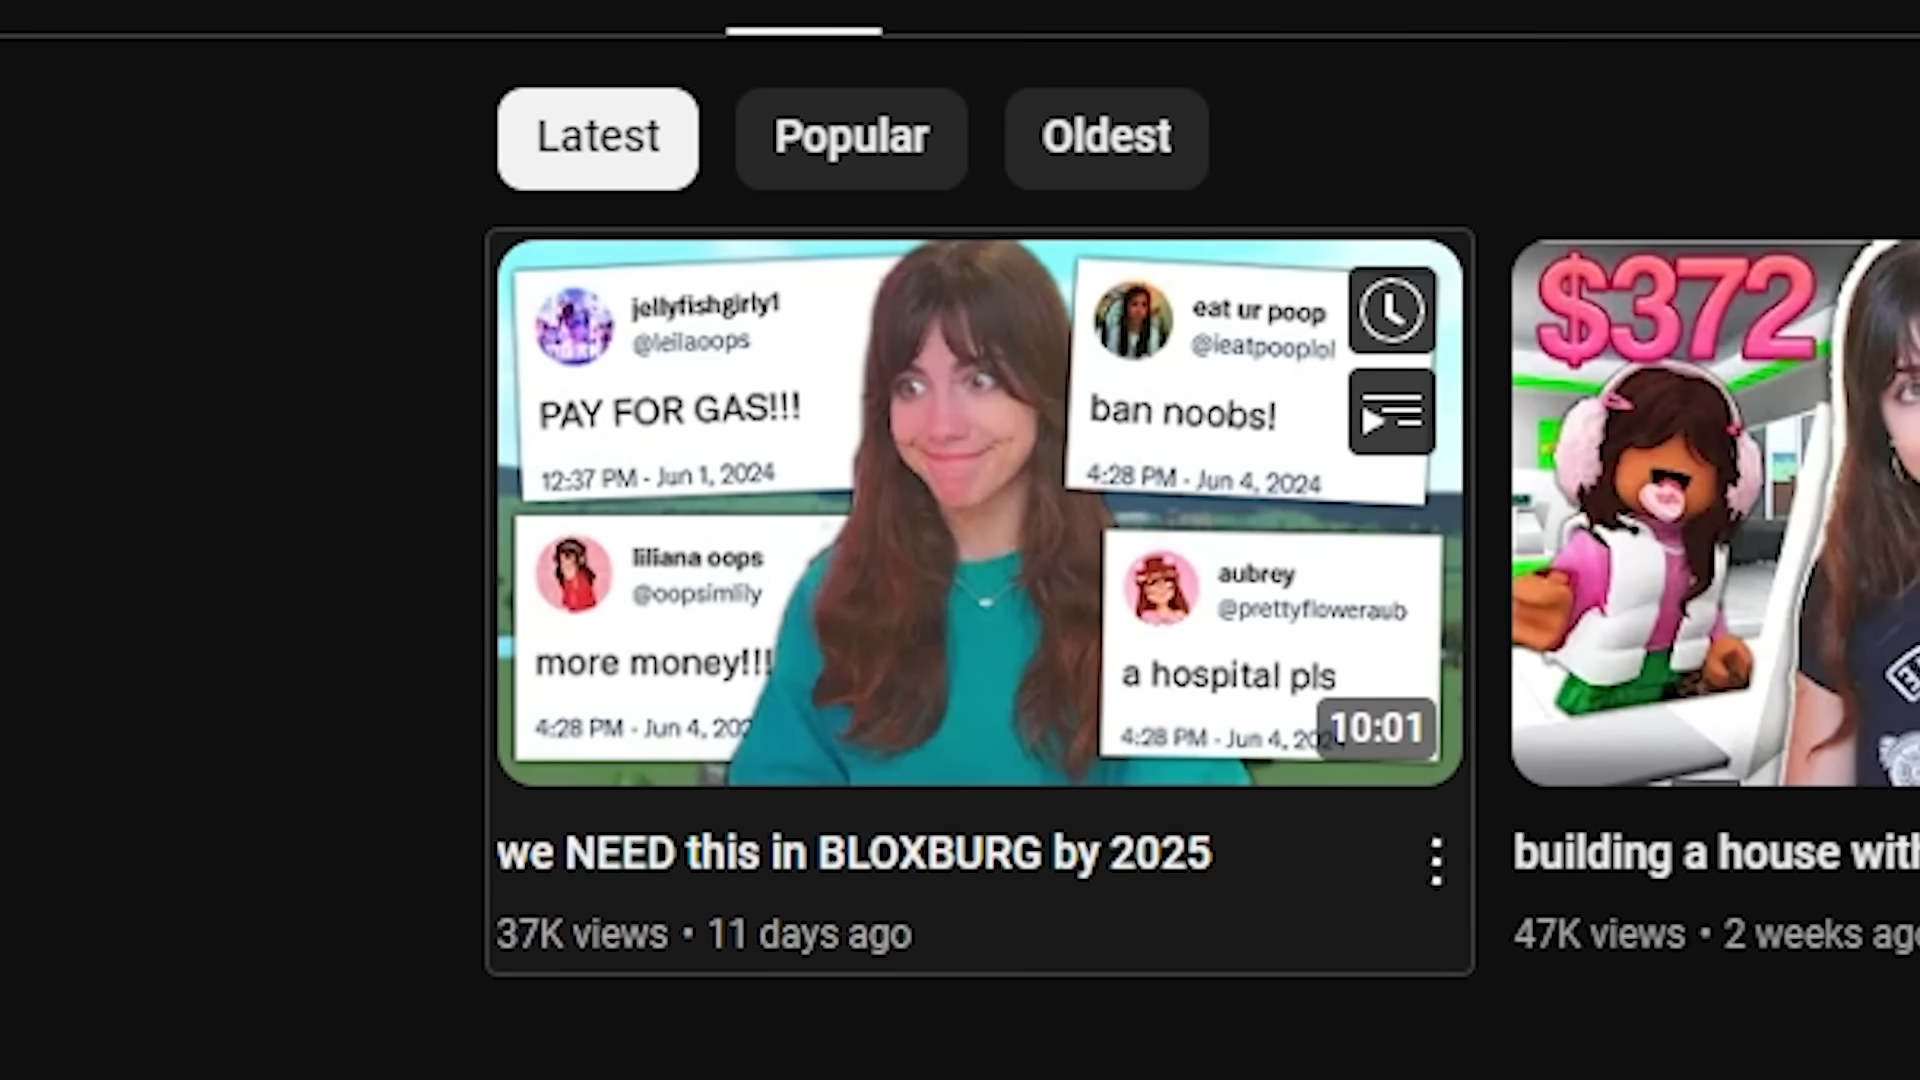 Latest
Popular
Oldest
jellyfishgirly1
@leilaoops
PAY FOR GAS!!!
12:37 PM - Jun 1, 2024
eat ur poop
@ieatpooplol
ban noobs!
4:28 PM - Jun 4, 2024
liliana oops
@oopsimlily
more money!!!
4:28 PM - Jun 4, 202
aubrey
@prettyfloweraub
a hospital pls
4:28 PM - Jun 4, 202
10:01
we NEED this in BLOXBURG by 2025
37K views • 11 days ago
$372
building a house with
47K views • 2 weeks ago